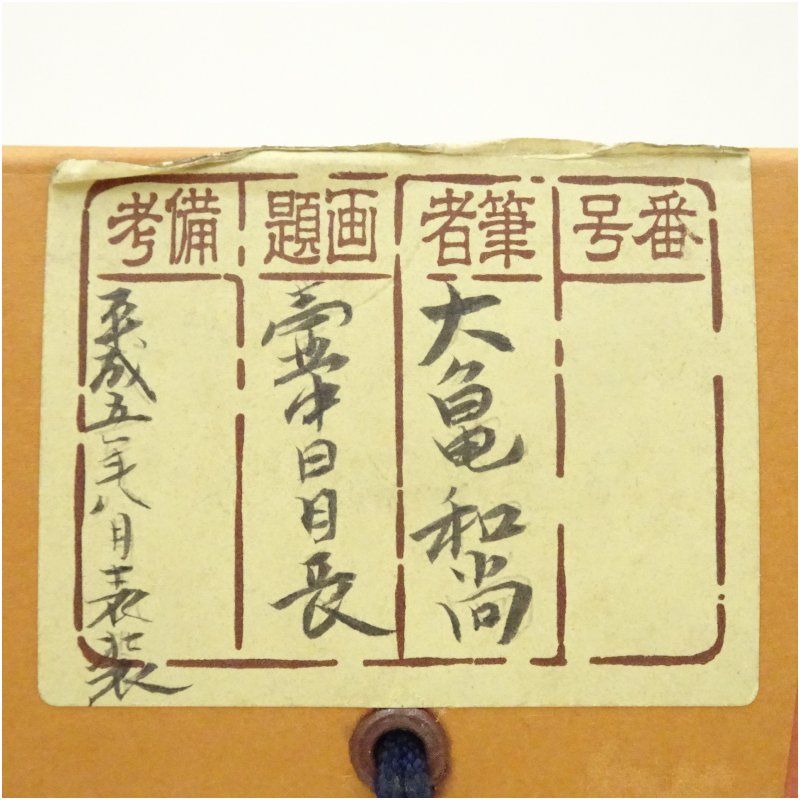 番号
筆者
大亀和尚
画題
壷中日月長
備考
平成五年八月表装